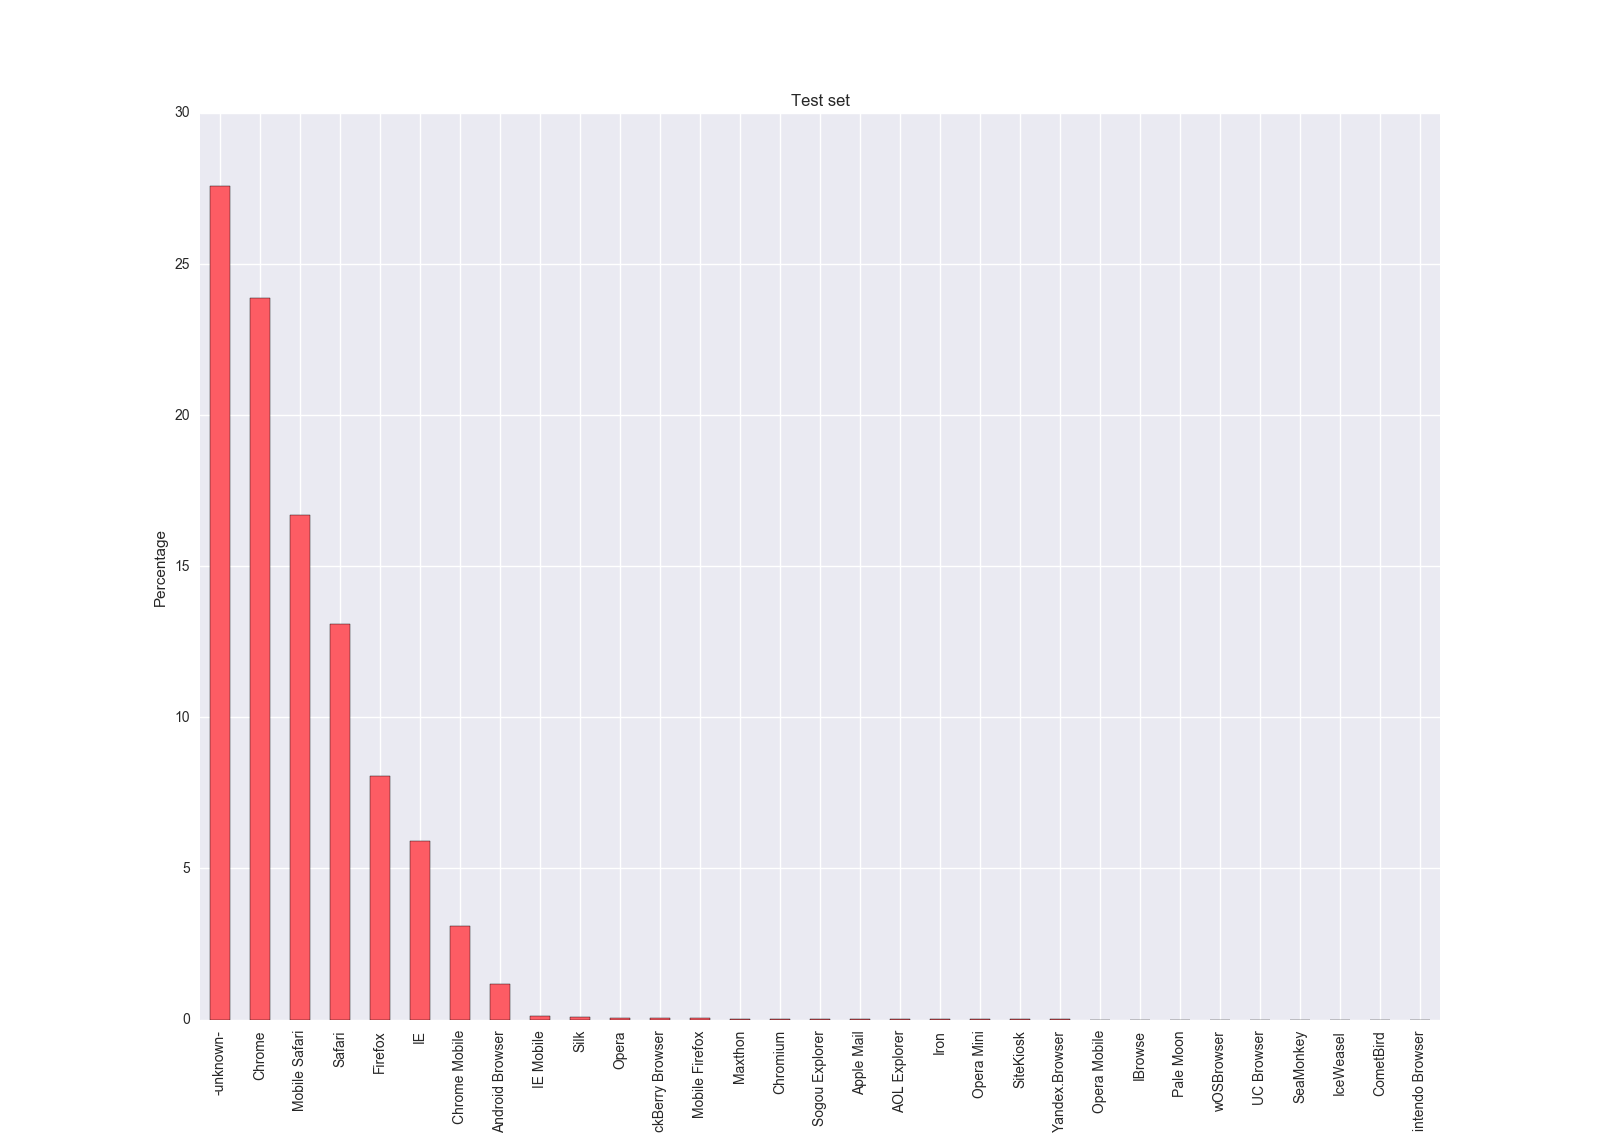 Test set
30
25
20
15
10
5
0
Percentage
-unknown-
Chrome
Mobile Safari
Safari
Firefox
IE
Chrome Mobile
Android Browser
IE Mobile
Silk
Opera
ckBerry Browser
Mobile Firefox
Maxthon
Chromium
Sogou Explorer
Apple Mail
AOL Explorer
Iron
Opera Mini
SiteKiosk
Yandex.Browser
Opera Mobile
IBrowse
Pale Moon
wOSBrowser
UC Browser
SeaMonkey
IceWeasel
CometBird
intendo Browser